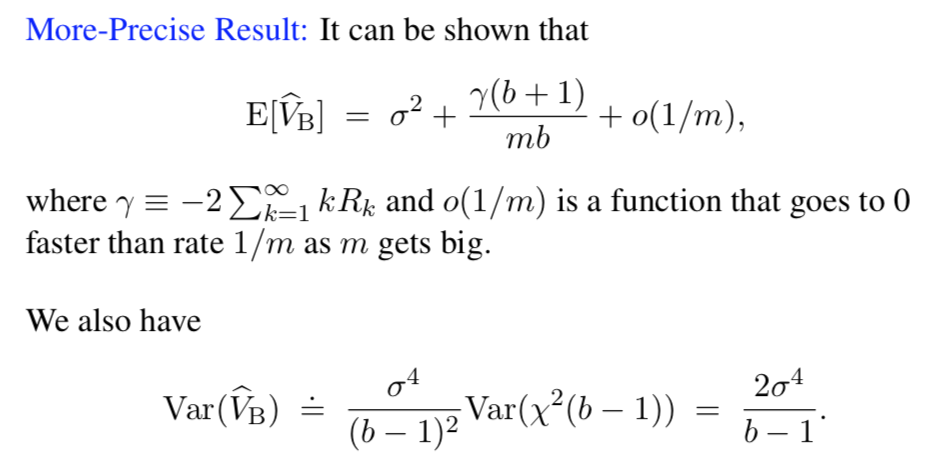 More-Precise Result: It can be shown that
E[V̂_B] = σ² + γ(b + 1)/mb + o(1/m),
where γ ≡ −2 ∑_{k=1}^{∞} kR_k and o(1/m) is a function that goes to 0
faster than rate 1/m as m gets big.
We also have
Var(V̂_B) ≐ σ⁴/(b − 1)² Var(χ²(b − 1)) = 2σ⁴/(b − 1).